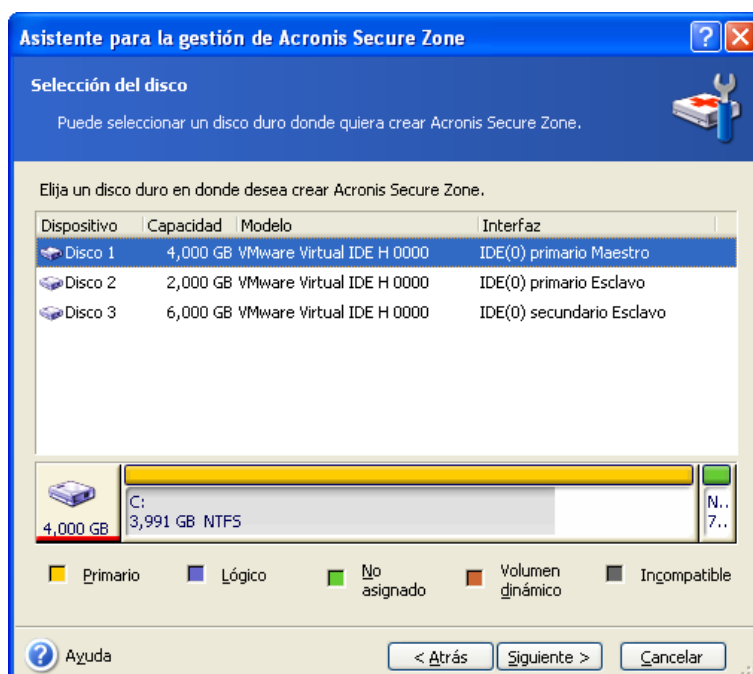 Asistente para la gestión de Acronis Secure Zone
Selección del disco
Puede seleccionar un disco duro donde quiera crear Acronis Secure Zone.
Elija un disco duro en donde desea crear Acronis Secure Zone.
Dispositivo Capacidad Modelo Interfaz
Disco 1 4,000 GB VMware Virtual IDE H 0000 IDE(0) primario Maestro
Disco 2 2,000 GB VMware Virtual IDE H 0000 IDE(0) primario Esclavo
Disco 3 6,000 GB VMware Virtual IDE H 0000 IDE(0) secundario Esclavo
C: N..
4,000 GB 3,991 GB NTFS 7..
Primario Lógico No asignado Volumen dinámico Incompatible
Ayuda < Atrás Siguiente > Cancelar